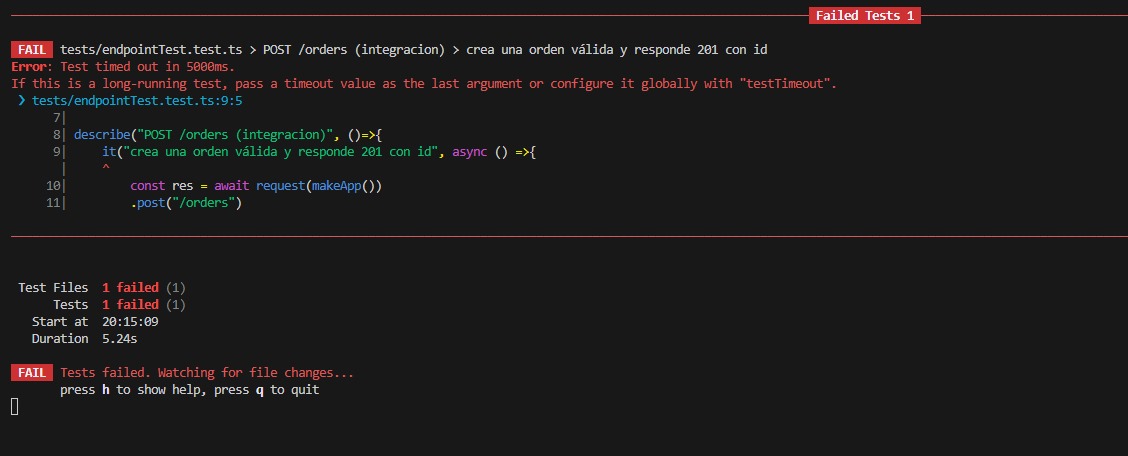 Failed Tests 1
FAIL tests/endpointTest.test.ts > POST /orders (integracion) > crea una orden válida y responde 201 con id
Error: Test timed out in 5000ms.
If this is a long-running test, pass a timeout value as the last argument or configure it globally with "testTimeout".
❯ tests/endpointTest.test.ts:9:5
7|
8| describe("POST /orders (integracion)", ()=>{
9|     it("crea una orden válida y responde 201 con id", async () =>{
|     ^
10|         const res = await request(makeApp())
11|         .post("/orders")
Test Files  1 failed (1)
Tests  1 failed (1)
Start at  20:15:09
Duration  5.24s
FAIL Tests failed. Watching for file changes...
press h to show help, press q to quit